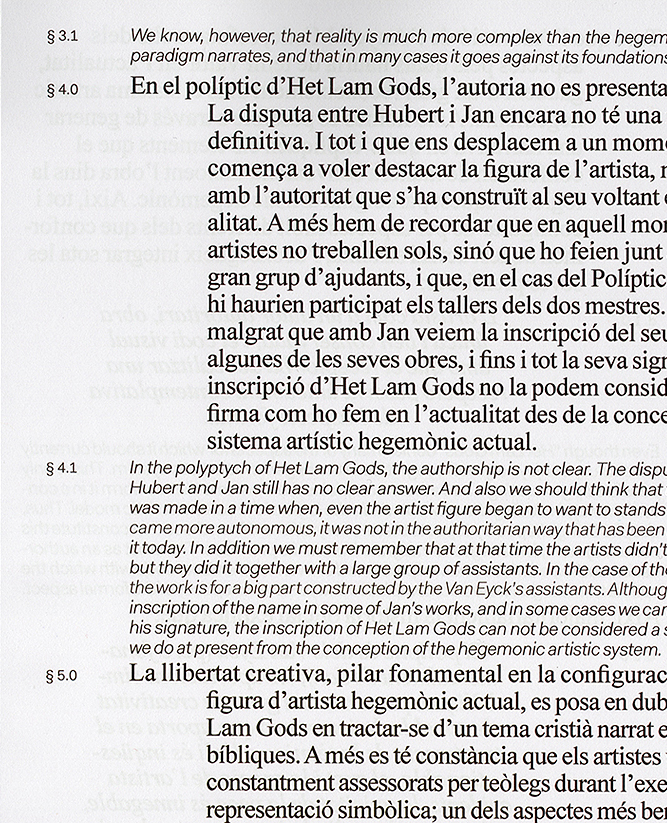 § 3.1 We know, however, that reality is much more complex than the hegem
paradigm narrates, and that in many cases it goes against its foundations
§ 4.0 En el políptic d’Het Lam Gods, l’autoria no es presenta
La disputa entre Hubert i Jan encara no té una
definitiva. I tot i que ens desplacem a un mom
comença a voler destacar la figura de l’artista,
amb l’autoritat que s’ha construït al seu voltant
alitat. A més hem de recordar que en aquell mo
artistes no treballen sols, sinó que ho feien junt
gran grup d’ajudants, i que, en el cas del Políptic
hi haurien participat els tallers dels dos mestres.
malgrat que amb Jan veiem la inscripció del seu
algunes de les seves obres, i fins i tot la seva sign
inscripció d’Het Lam Gods no la podem consid
firma com ho fem en l’actualitat des de la conce
sistema artístic hegemònic actual.
§ 4.1 In the polyptych of Het Lam Gods, the authorship is not clear. The dispu
Hubert and Jan still has no clear answer. And also we should think that
was made in a time when, even the artist figure began to want to stands
came more autonomous, it was not in the authoritarian way that has been
it today. In addition we must remember that at that time the artists didn’t
but they did it together with a large group of assistants. In the case of the
the work is for a big part constructed by the Van Eyck’s assistants. Althoug
inscription of the name in some of Jan’s works, and in some cases we can
his signature, the inscription of Het Lam Gods can not be considered a s
we do at present from the conception of the hegemonic artistic system.
§ 5.0 La llibertat creativa, pilar fonamental en la configurac
figura d’artista hegemònic actual, es posa en dub
Lam Gods en tractar-se d’un tema cristià narrat e
bíbliques. A més es té constància que els artistes
constantment assessorats per teòlegs durant l’exe
representació simbòlica; un dels aspectes més be